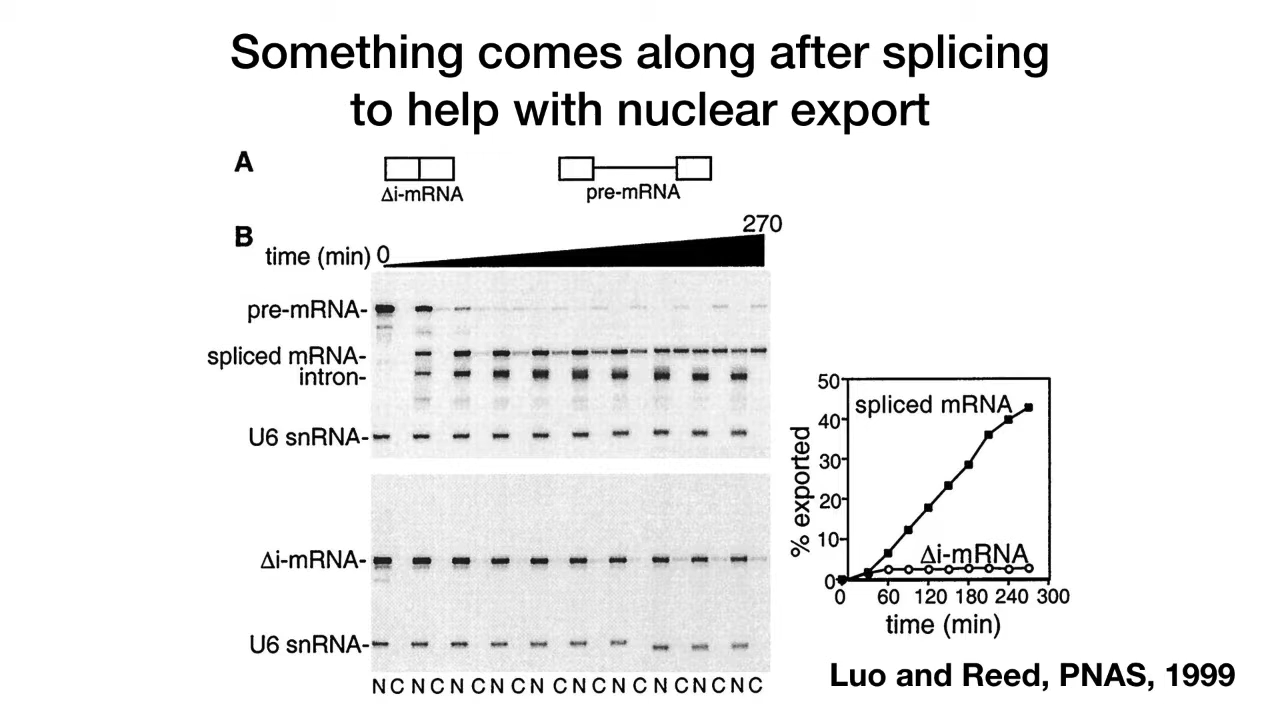 Something comes along after splicing
to help with nuclear export
A
Δi-mRNA
pre-mRNA
B
time (min) 0
270
pre-mRNA-
spliced mRNA-
intron-
U6 snRNA-
Δi-mRNA-
U6 snRNA-
N C N C N C N C N C N C N C N C N C N C
50
40
30
20
10
0
% exported
spliced mRNA
Δi-mRNA
0 60 120 180 240 300
time (min)
Luo and Reed, PNAS, 1999